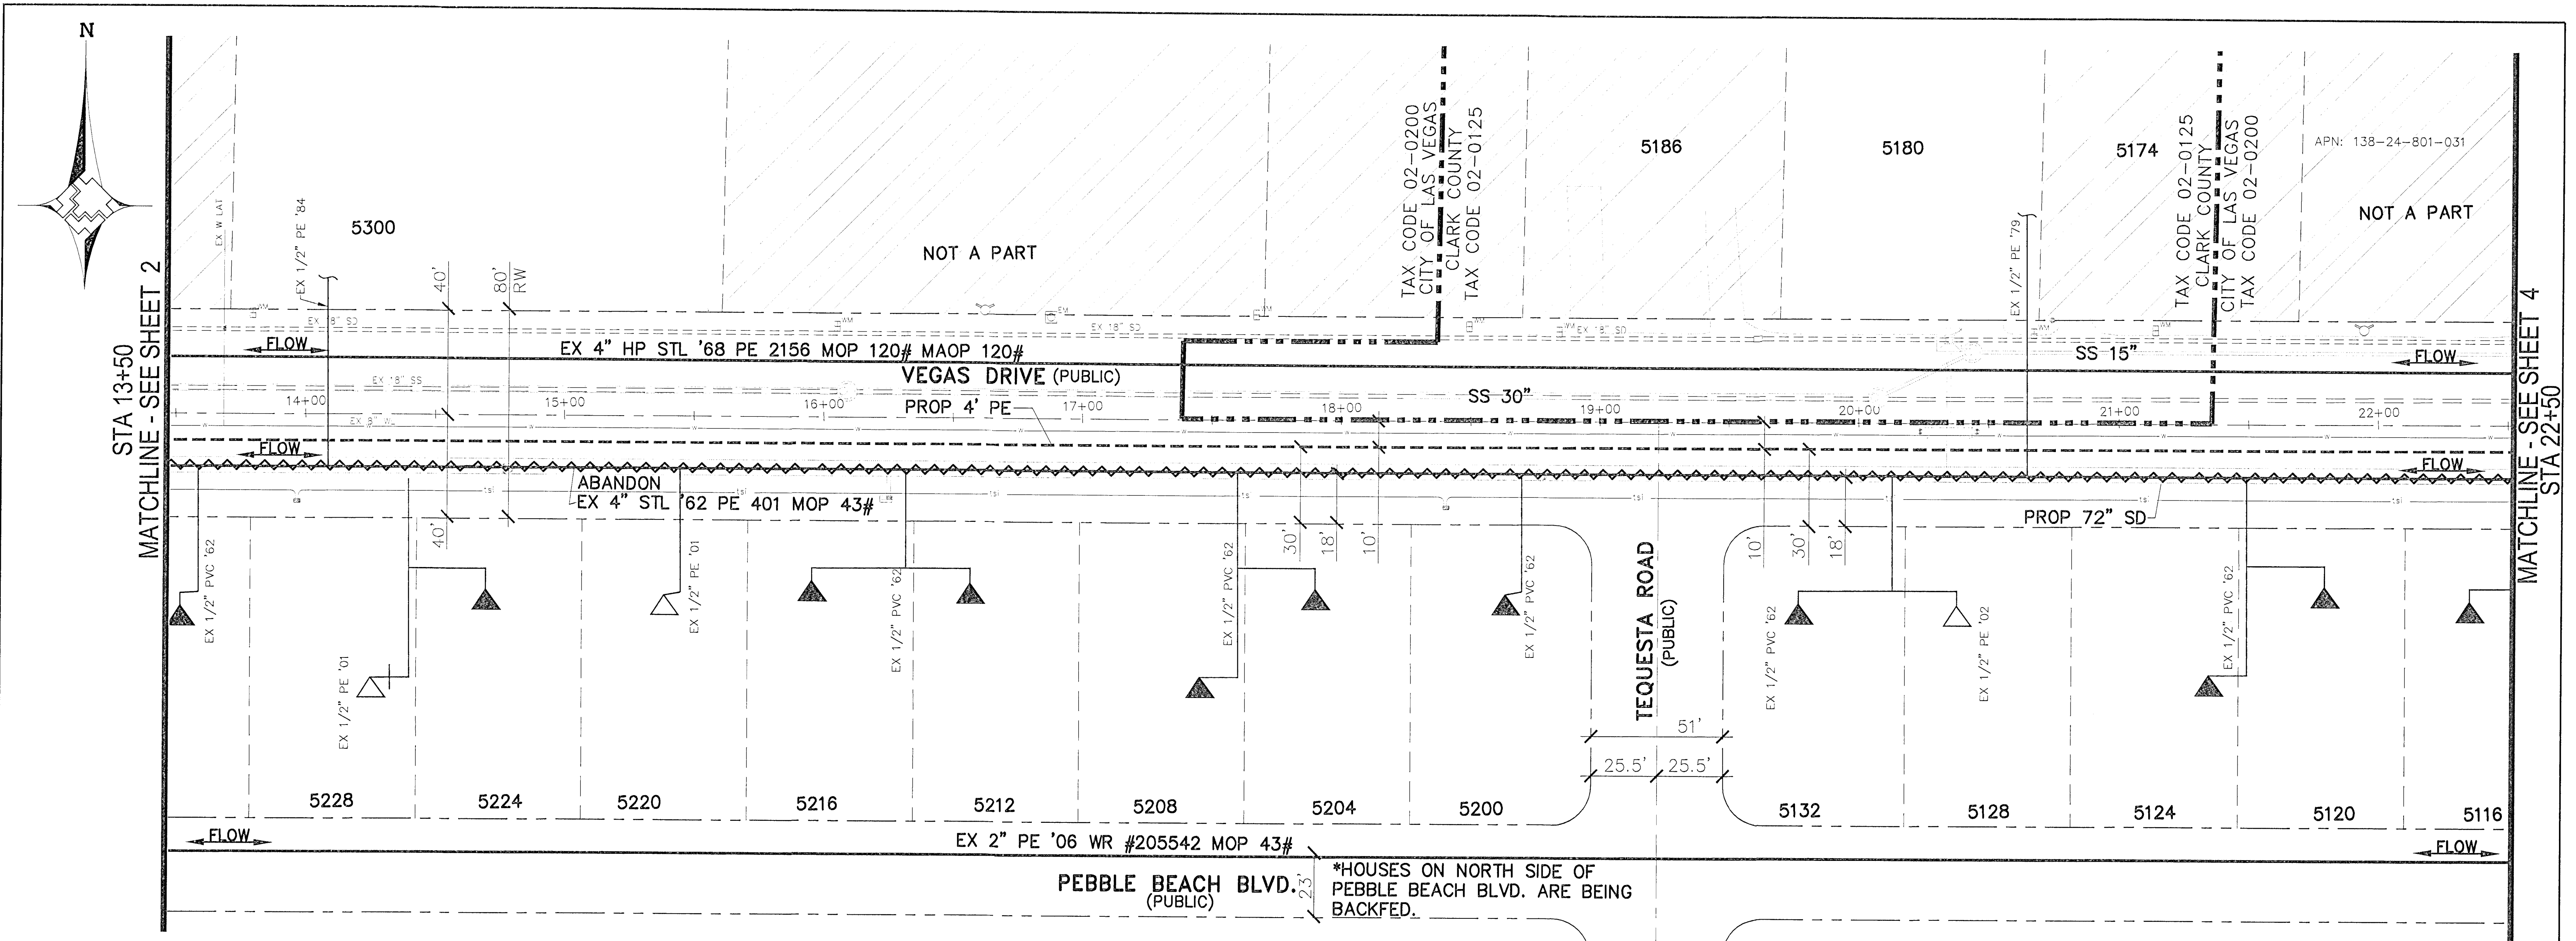 N
STA 13+50
MATCHLINE - SEE SHEET 2
EX W LAT
EX 1/2" PE '84
5300
40'
80'
RW
NOT A PART
TAX CODE 02-0200
CITY OF LAS VEGAS
CLARK COUNTY
TAX CODE 02-0125
5186
5180
5174
EX 1/2" PE '79
TAX CODE 02-0125
CLARK COUNTY
CITY OF LAS VEGAS
TAX CODE 02-0200
APN: 138-24-801-031
NOT A PART
MATCHLINE - SEE SHEET 4
STA 22+50
WM
EM
WM
WM
WM
WM
WM
WM
EX 18" SD
EX 18" SD
EX 18" SD
FLOW
EX 4" HP STL '68 PE 2156 MOP 120# MAOP 120#
SS 15"
FLOW
VEGAS DRIVE (PUBLIC)
EX 18" SS
SS 30"
14+00
15+00
16+00
17+00
18+00
19+00
20+00
21+00
22+00
PROP 4' PE
EX 8" WL
FLOW
FLOW
ABANDON
EX 4" STL '62 PE 401 MOP 43#
PROP 72" SD
40'
30'
18'
10'
10'
30'
18'
EX 1/2" PVC '62
EX 1/2" PE '01
EX 1/2" PE '01
EX 1/2" PVC '62
EX 1/2" PVC '62
EX 1/2" PVC '62
TEQUESTA ROAD
(PUBLIC)
EX 1/2" PVC '62
EX 1/2" PE '02
EX 1/2" PVC '62
51'
25.5'
25.5'
5228
5224
5220
5216
5212
5208
5204
5200
5132
5128
5124
5120
5116
FLOW
EX 2" PE '06 WR #205542 MOP 43#
FLOW
PEBBLE BEACH BLVD.
(PUBLIC)
23'
*HOUSES ON NORTH SIDE OF
PEBBLE BEACH BLVD. ARE BEING
BACKFED.